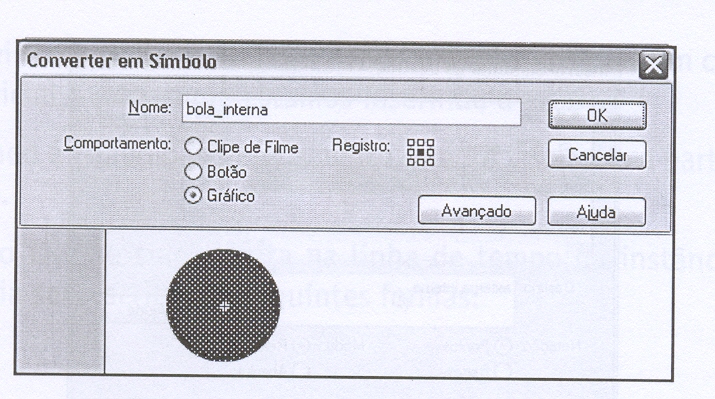 Converter em Símbolo
Nome: bola_interna
OK
Comportamento: Clipe de Filme Registro:
Cancelar
Botão
Gráfico
Avançado Ajuda